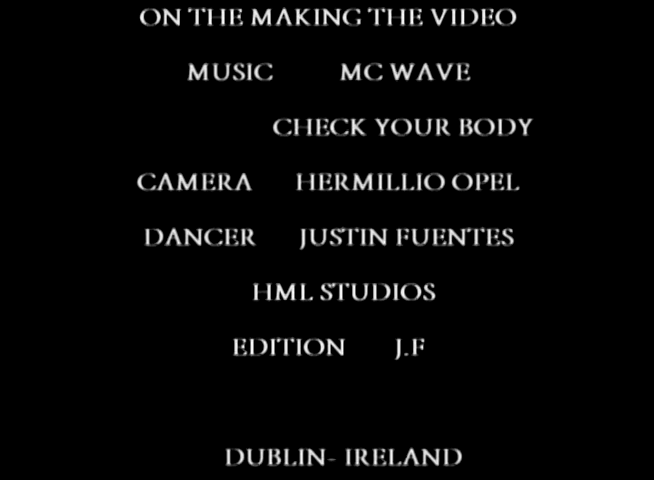 ON THE MAKING THE VIDEO
MUSIC MC WAVE
CHECK YOUR BODY
CAMERA HERMILLIO OPEL
DANCER JUSTIN FUENTES
HML STUDIOS
EDITION J.F
DUBLIN- IRELAND